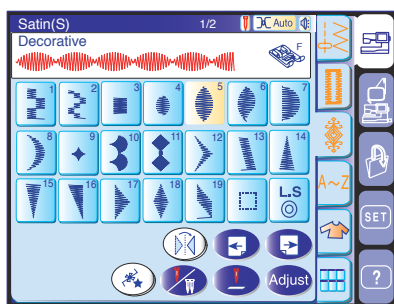 Satin(S) 1/2 Auto
Decorative F
1 2 3 4 5 6 7
8 9 10 11 12 13 14
15 16 17 18 19 L.S
A~Z
SET
Adjust ?